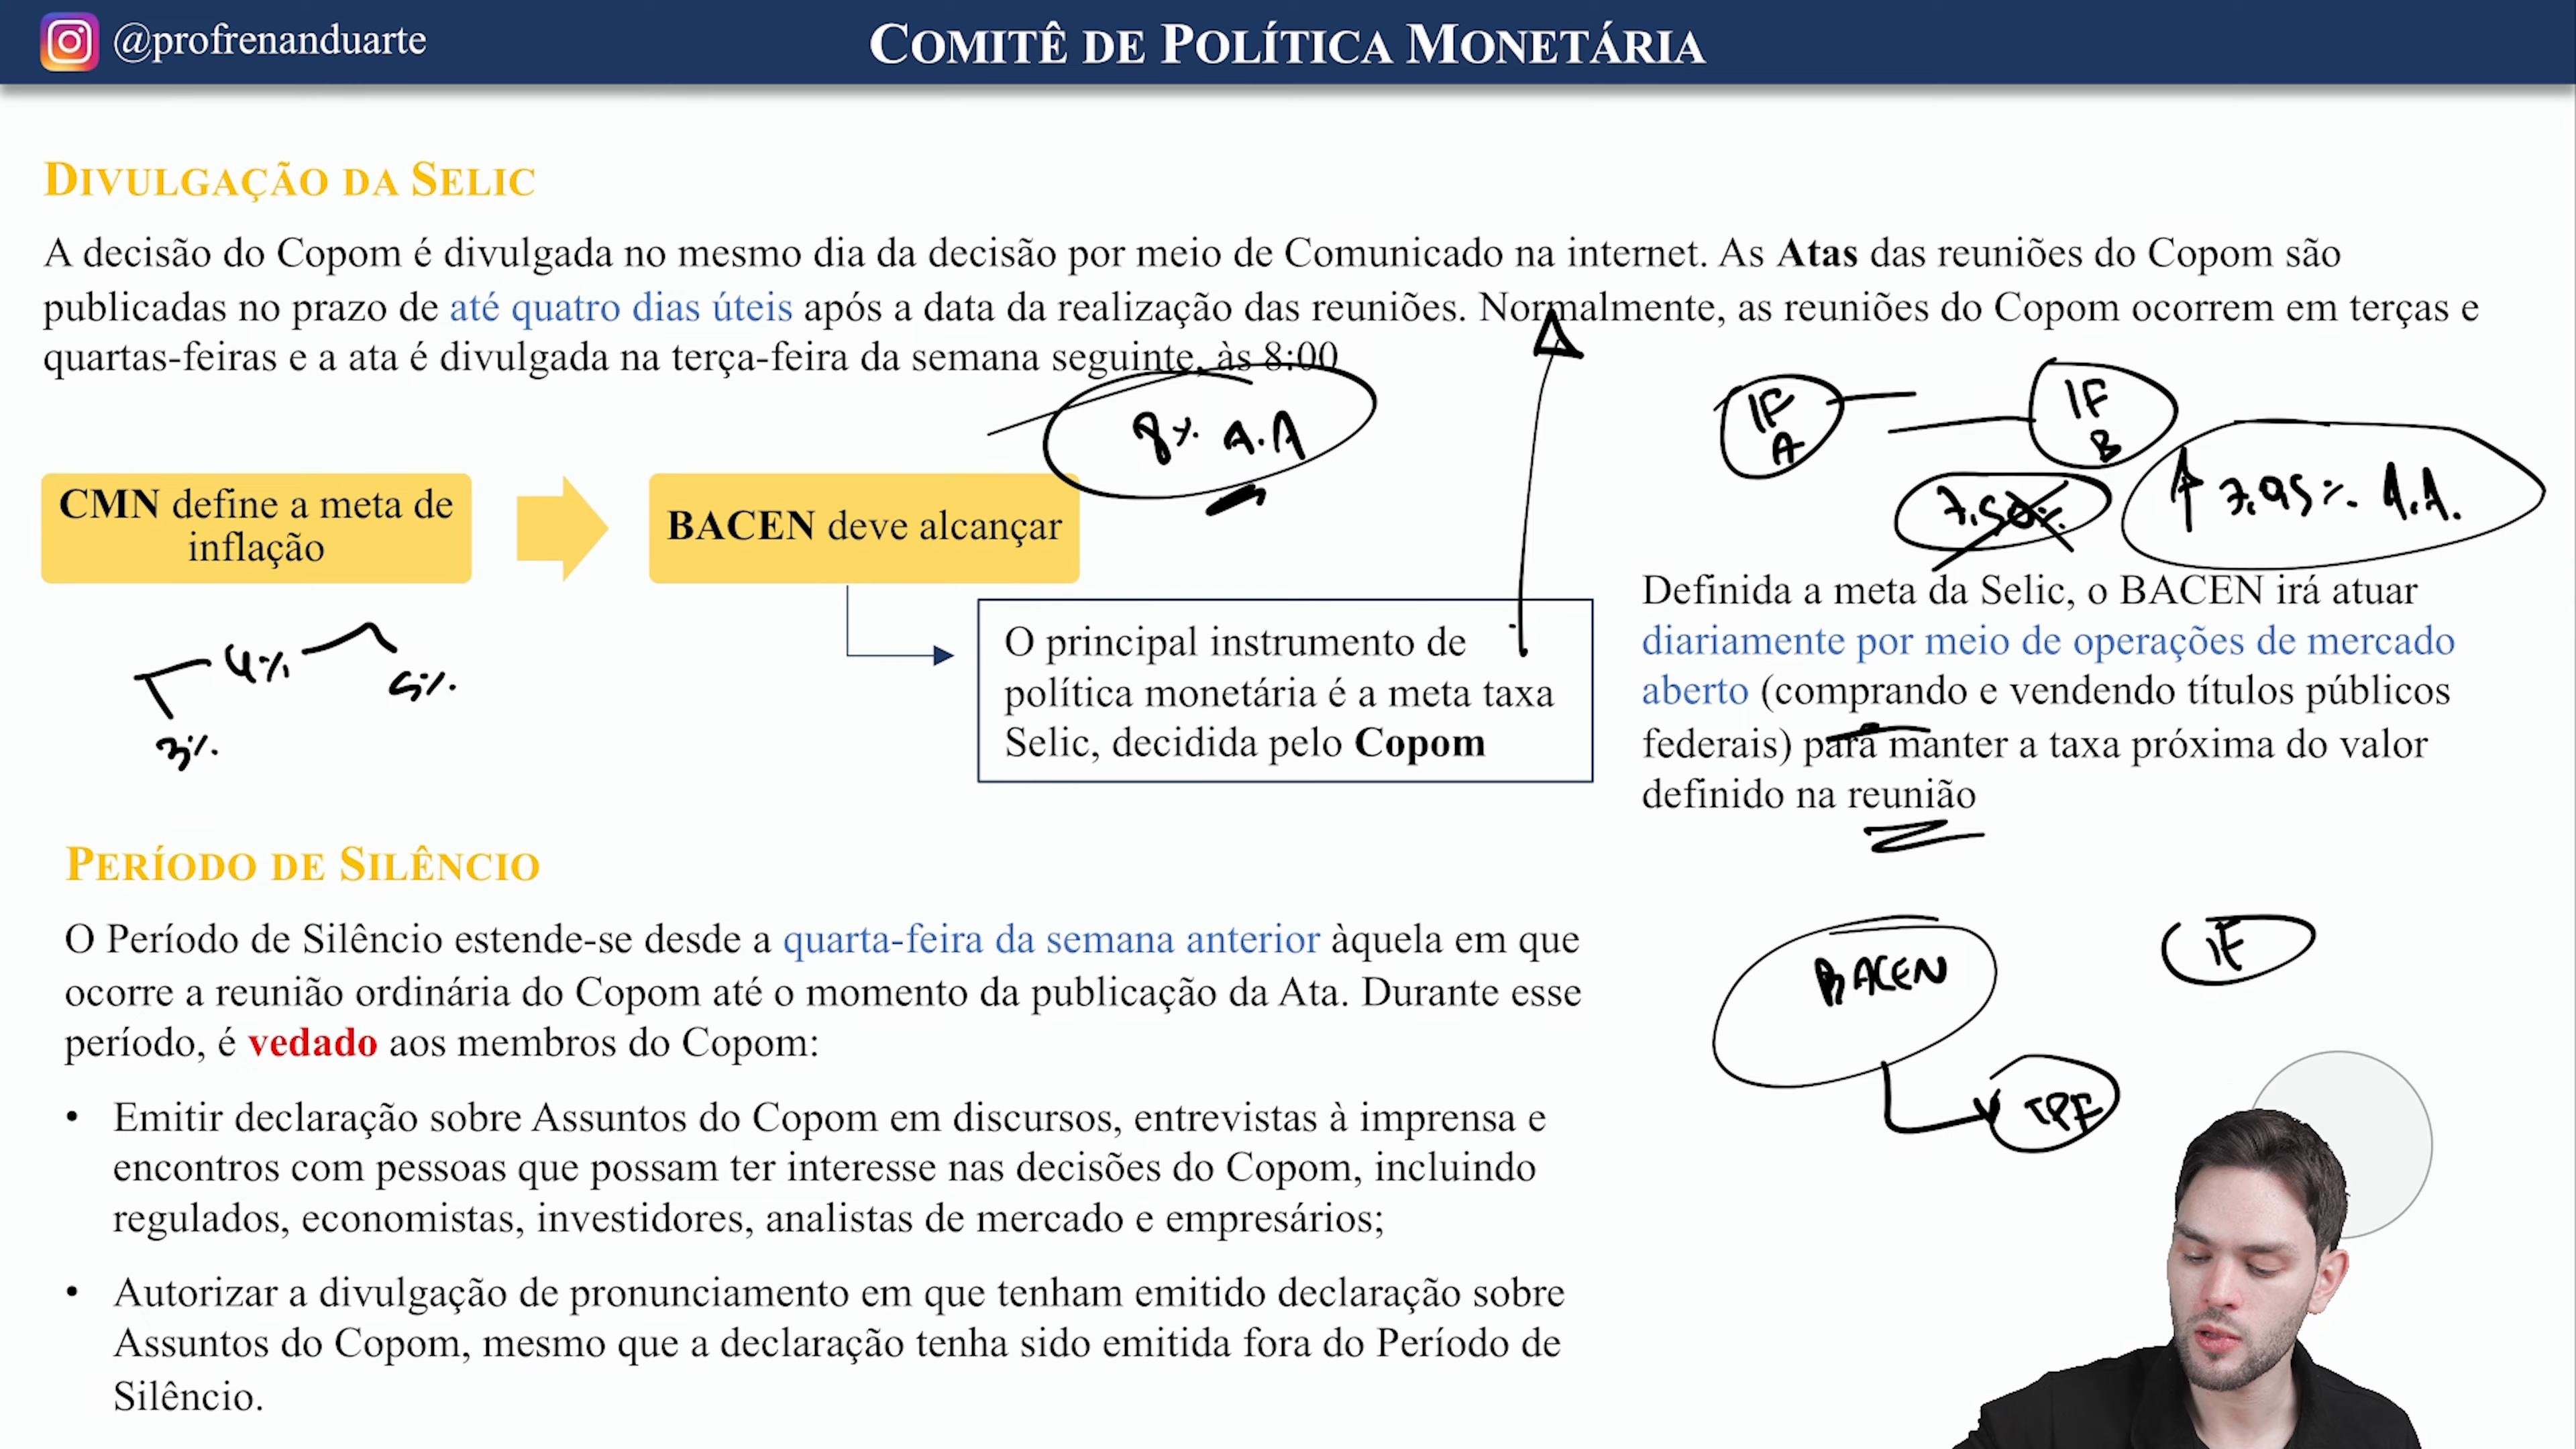 @profrenanduarte
COMITÊ DE POLÍTICA MONETÁRIA
DIVULGAÇÃO DA SELIC
A decisão do Copom é divulgada no mesmo dia da decisão por meio de Comunicado na internet. As Atas das reuniões do Copom são
publicadas no prazo de até quatro dias úteis após a data da realização das reuniões. Normalmente, as reuniões do Copom ocorrem em terças e
quartas-feiras e a ata é divulgada na terça-feira da semana seguinte, às 8:00
8% A.A
IF
A
IF
B
7,50%
7,95% A.A.
CMN define a meta de
inflação
BACEN deve alcançar
4%
5%
3%
O principal instrumento de
política monetária é a meta taxa
Selic, decidida pelo Copom
Definida a meta da Selic, o BACEN irá atuar
diariamente por meio de operações de mercado
aberto (comprando e vendendo títulos públicos
federais) para manter a taxa próxima do valor
definido na reunião
PERÍODO DE SILÊNCIO
O Período de Silêncio estende-se desde a quarta-feira da semana anterior àquela em que
ocorre a reunião ordinária do Copom até o momento da publicação da Ata. Durante esse
período, é vedado aos membros do Copom:
• Emitir declaração sobre Assuntos do Copom em discursos, entrevistas à imprensa e
encontros com pessoas que possam ter interesse nas decisões do Copom, incluindo
regulados, economistas, investidores, analistas de mercado e empresários;
• Autorizar a divulgação de pronunciamento em que tenham emitido declaração sobre
Assuntos do Copom, mesmo que a declaração tenha sido emitida fora do Período de
Silêncio.
BACEN
IF
TPF